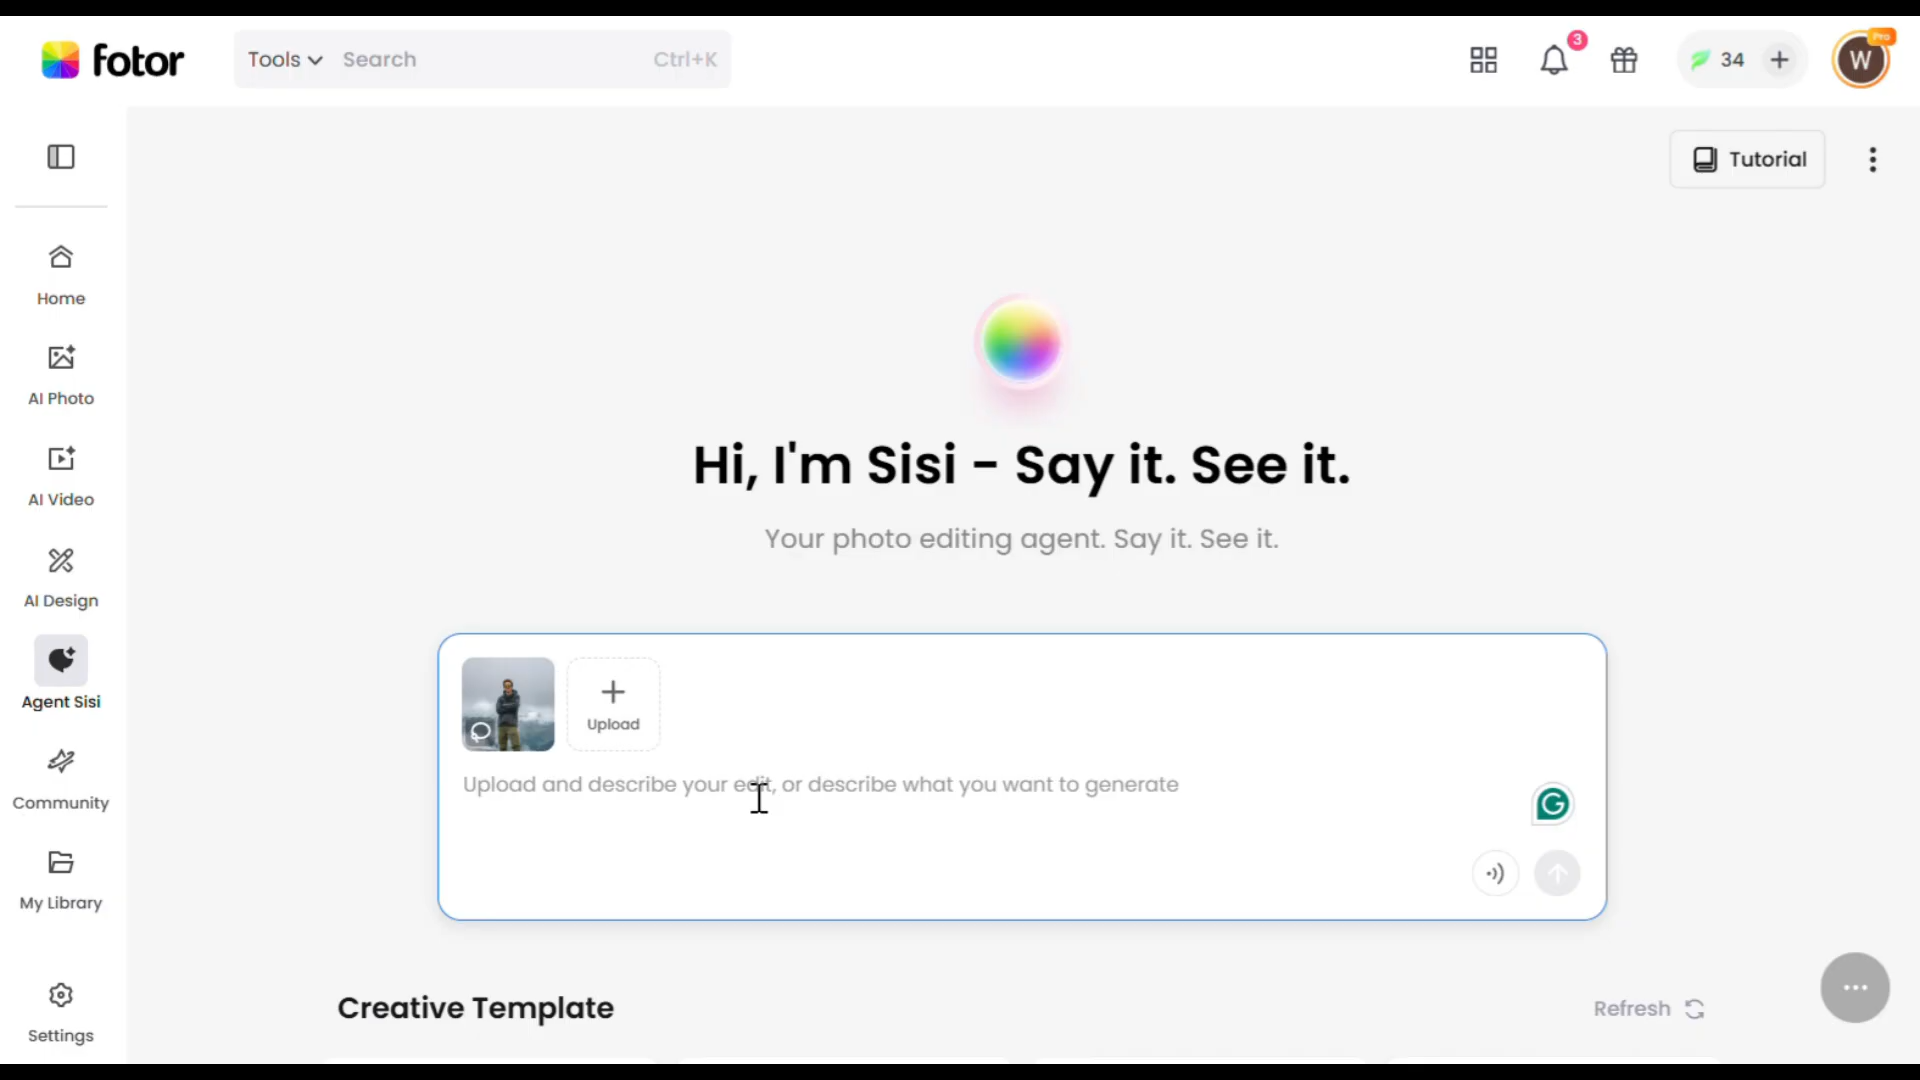 fotor
Tools Search Ctrl+K
3
34 +
W
Pro
Tutorial
Home
AI Photo
AI Video
AI Design
Agent Sisi
Community
My Library
Settings
Hi, I'm Sisi - Say it. See it.
Your photo editing agent. Say it. See it.
Upload
Upload and describe your edit, or describe what you want to generate
G
Creative Template
Refresh